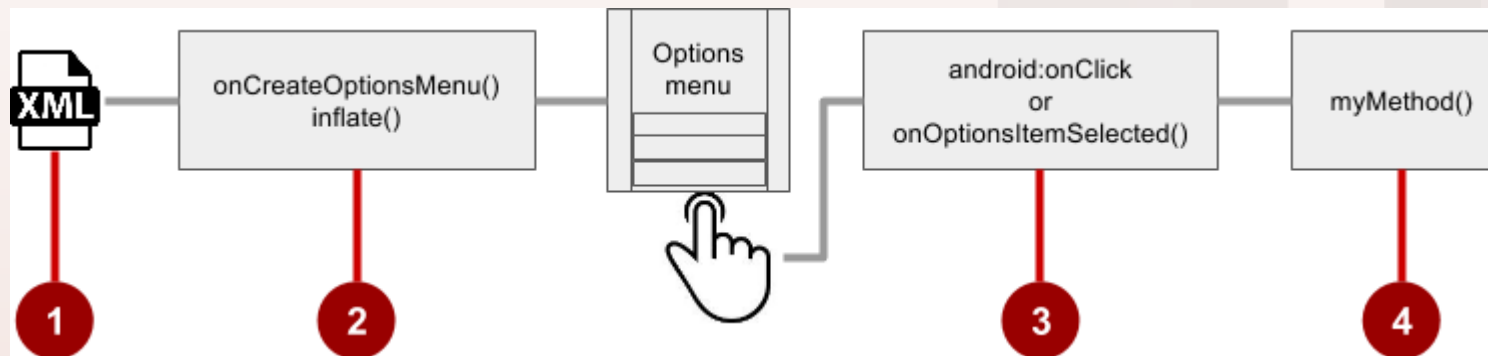 XML
onCreateOptionsMenu()
inflate()
Options
menu
android:onClick
or
onOptionsItemSelected()
myMethod()
1
2
3
4